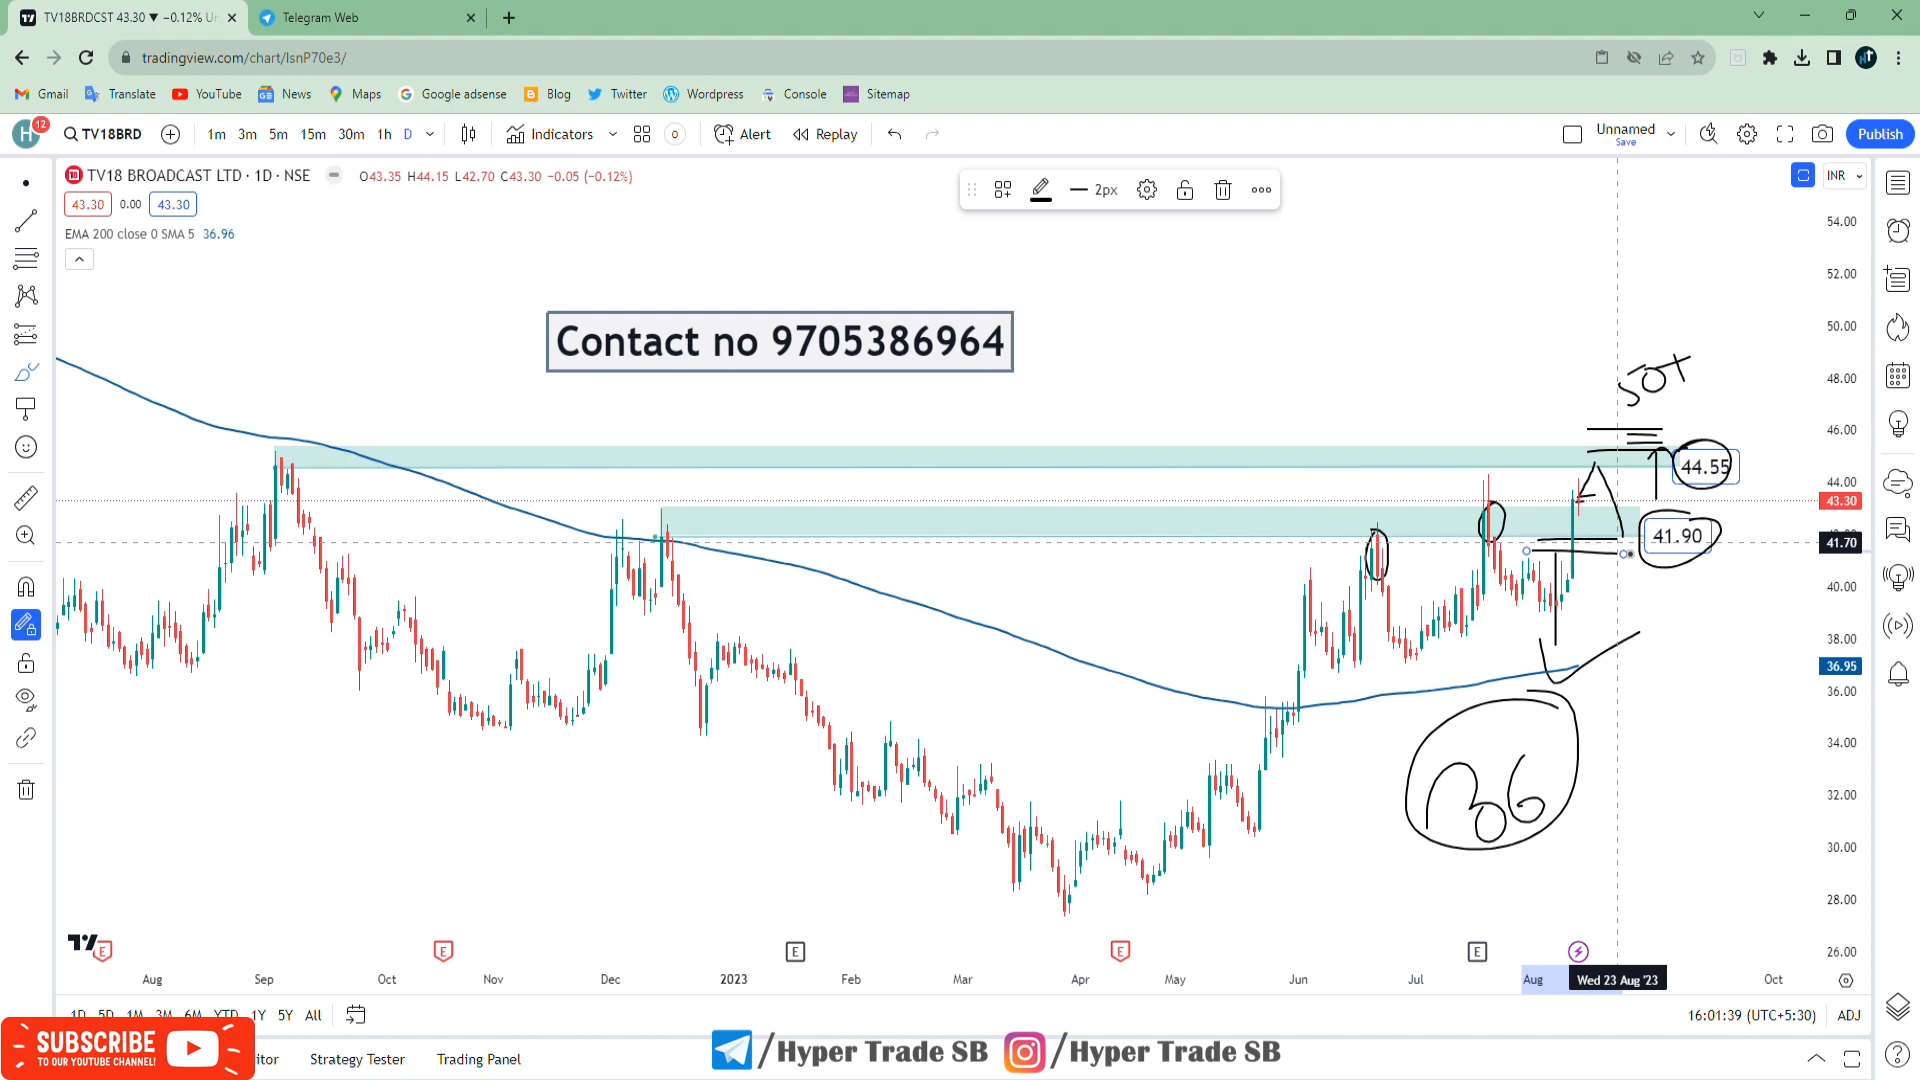 TV18BRDCST 43.30 ▼ −0.12% Un
Telegram Web
tradingview.com/chart/IsnP70e3/
Gmail
Translate
YouTube
News
Maps
Google adsense
Blog
Twitter
Wordpress
Console
Sitemap
H
12
TV18BRD
1m 3m 5m 15m 30m 1h D
Indicators
Alert
Replay
Unnamed
Save
Publish
TV18 BROADCAST LTD · 1D · NSE
O43.35 H44.15 L42.70 C43.30 −0.05 (−0.12%)
2px
INR
43.30 0.00 43.30
EMA 200 close 0 SMA 5 36.96
Contact no 9705386964
50+
44.55
41.90
36
54.00
52.00
50.00
48.00
46.00
44.00
43.30
41.70
40.00
38.00
36.95
36.00
34.00
32.00
30.00
28.00
26.00
E E E E E
Aug Sep Oct Nov Dec 2023 Feb Mar Apr May Jun Jul Aug Wed 23 Aug '23 Oct
1D 5D 1M 3M 6M YTD 1Y 5Y All
16:01:39 (UTC+5:30) ADJ
SUBSCRIBE
TO OUR YOUTUBE CHANNEL!
itor
Strategy Tester
Trading Panel
/Hyper Trade SB
/Hyper Trade SB